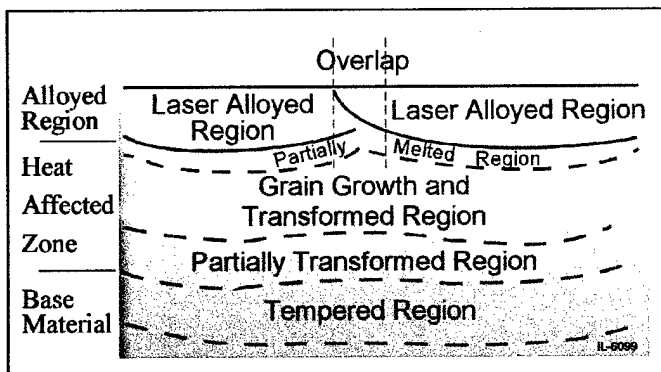 Overlap
Alloyed
Region
Laser Alloyed
Region
Laser Alloyed Region
Partially Melted Region
Heat
Affected
Zone
Grain Growth and
Transformed Region
Partially Transformed Region
Base
Material
Tempered Region
IL-6099